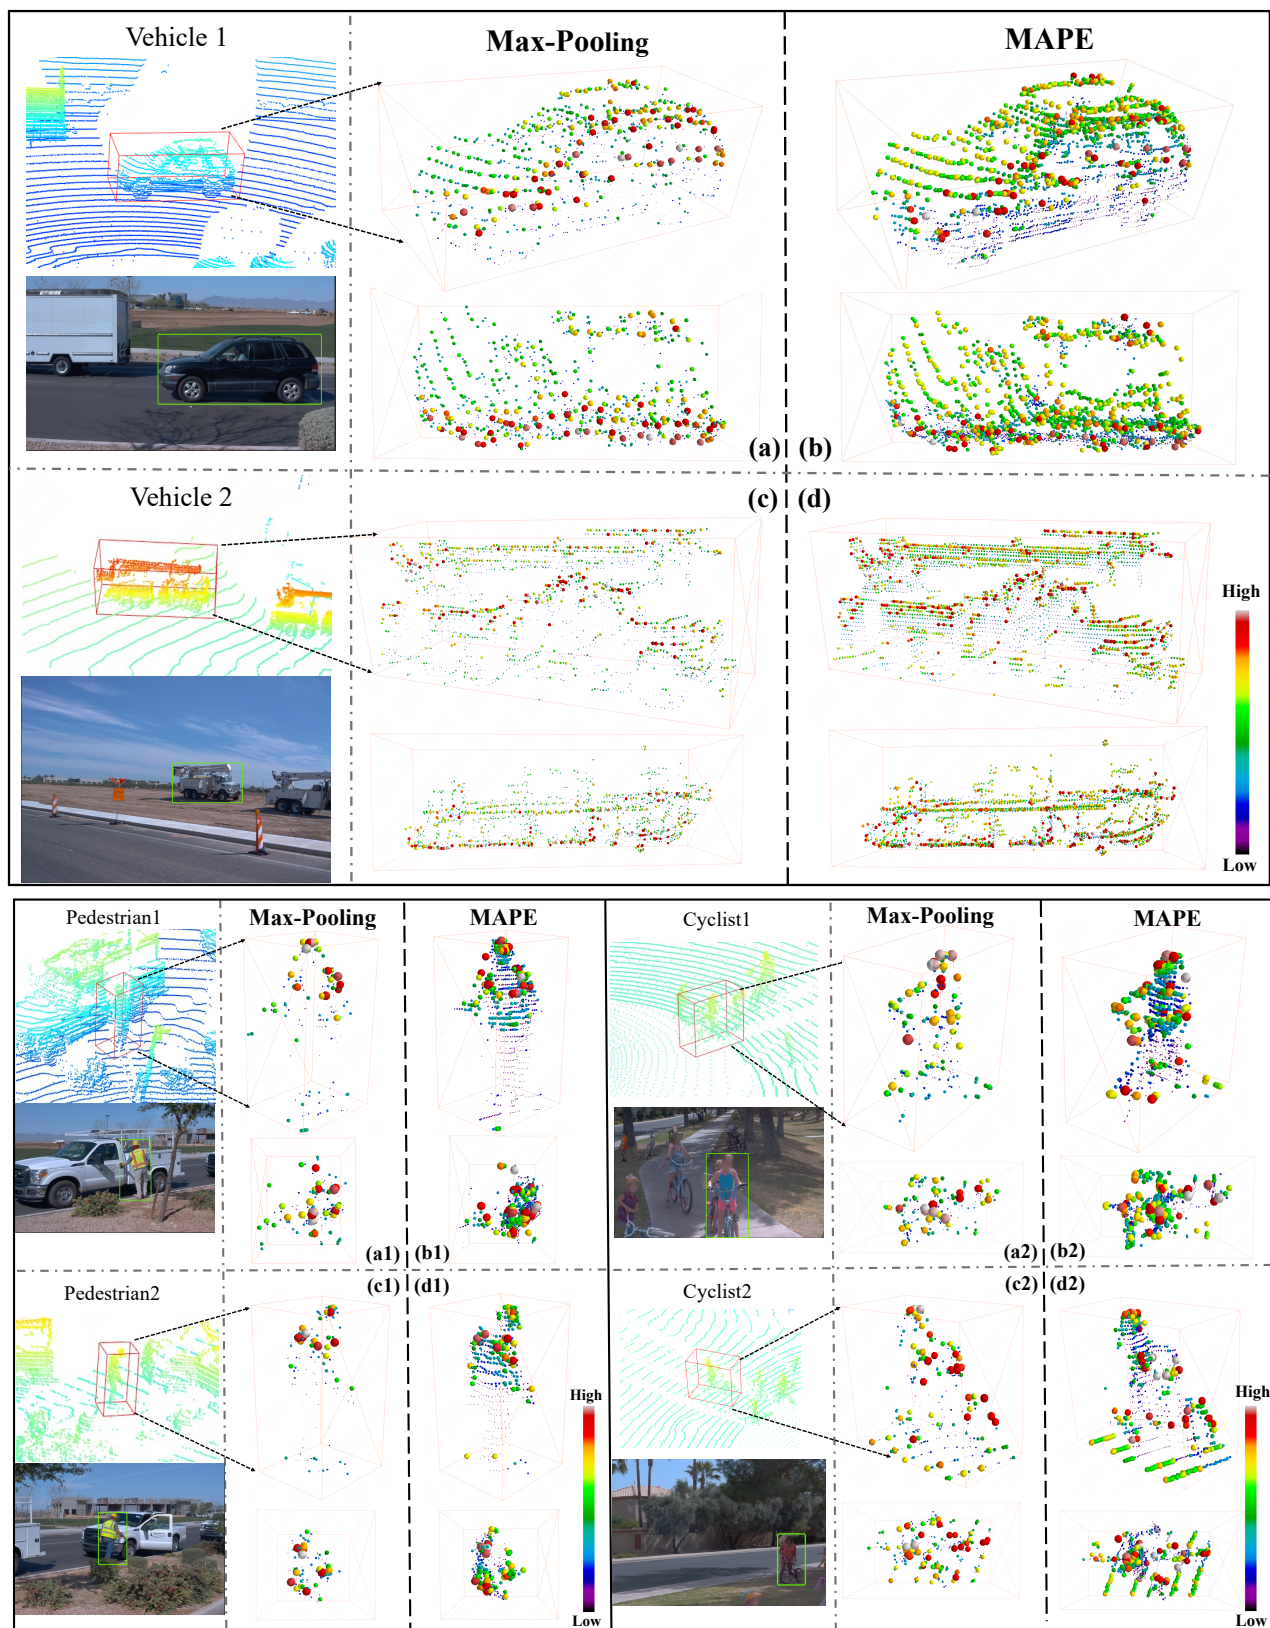 Vehicle 1
Max-Pooling
MAPE
(a)
(b)
Vehicle 2
(c)
(d)
High
Low
Pedestrian1
Max-Pooling
MAPE
Cyclist1
Max-Pooling
MAPE
(a1)
(b1)
(a2)
(b2)
Pedestrian2
(c1)
(d1)
Cyclist2
(c2)
(d2)
High
Low
High
Low